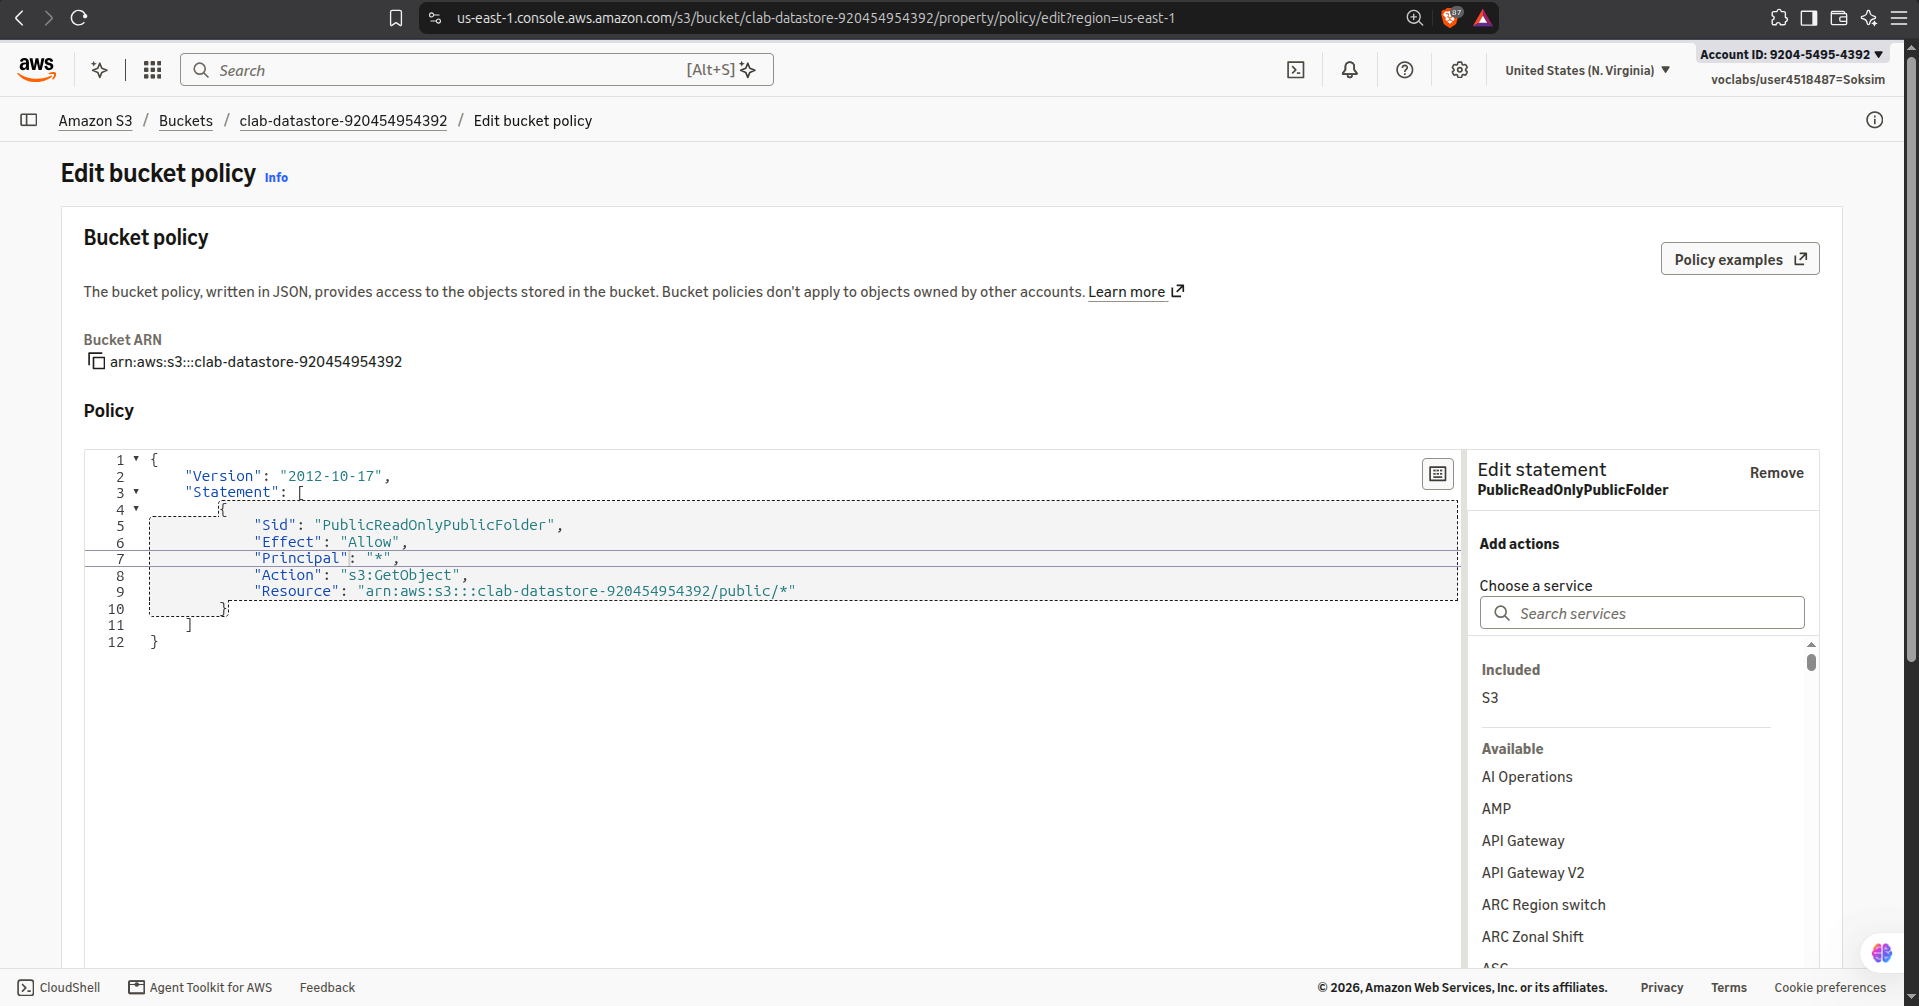 us-east-1.console.aws.amazon.com/s3/bucket/clab-datastore-920454954392/property/policy/edit?region=us-east-1
87
aws
Search
[Alt+S]
United States (N. Virginia)
Account ID: 9204-5495-4392
voclabs/user4518487=Soksim
Amazon S3 / Buckets / clab-datastore-920454954392 / Edit bucket policy
Edit bucket policy Info
Bucket policy
Policy examples
The bucket policy, written in JSON, provides access to the objects stored in the bucket. Bucket policies don't apply to objects owned by other accounts. Learn more
Bucket ARN
arn:aws:s3:::clab-datastore-920454954392
Policy
1 {
2 "Version": "2012-10-17",
3 "Statement": [
4 {
5 "Sid": "PublicReadOnlyPublicFolder",
6 "Effect": "Allow",
7 "Principal": "*",
8 "Action": "s3:GetObject",
9 "Resource": "arn:aws:s3:::clab-datastore-920454954392/public/*"
10 }
11 ]
12 }
Edit statement
Remove
PublicReadOnlyPublicFolder
Add actions
Choose a service
Search services
Included
S3
Available
AI Operations
AMP
API Gateway
API Gateway V2
ARC Region switch
ARC Zonal Shift
CloudShell
Agent Toolkit for AWS
Feedback
© 2026, Amazon Web Services, Inc. or its affiliates.
Privacy
Terms
Cookie preferences